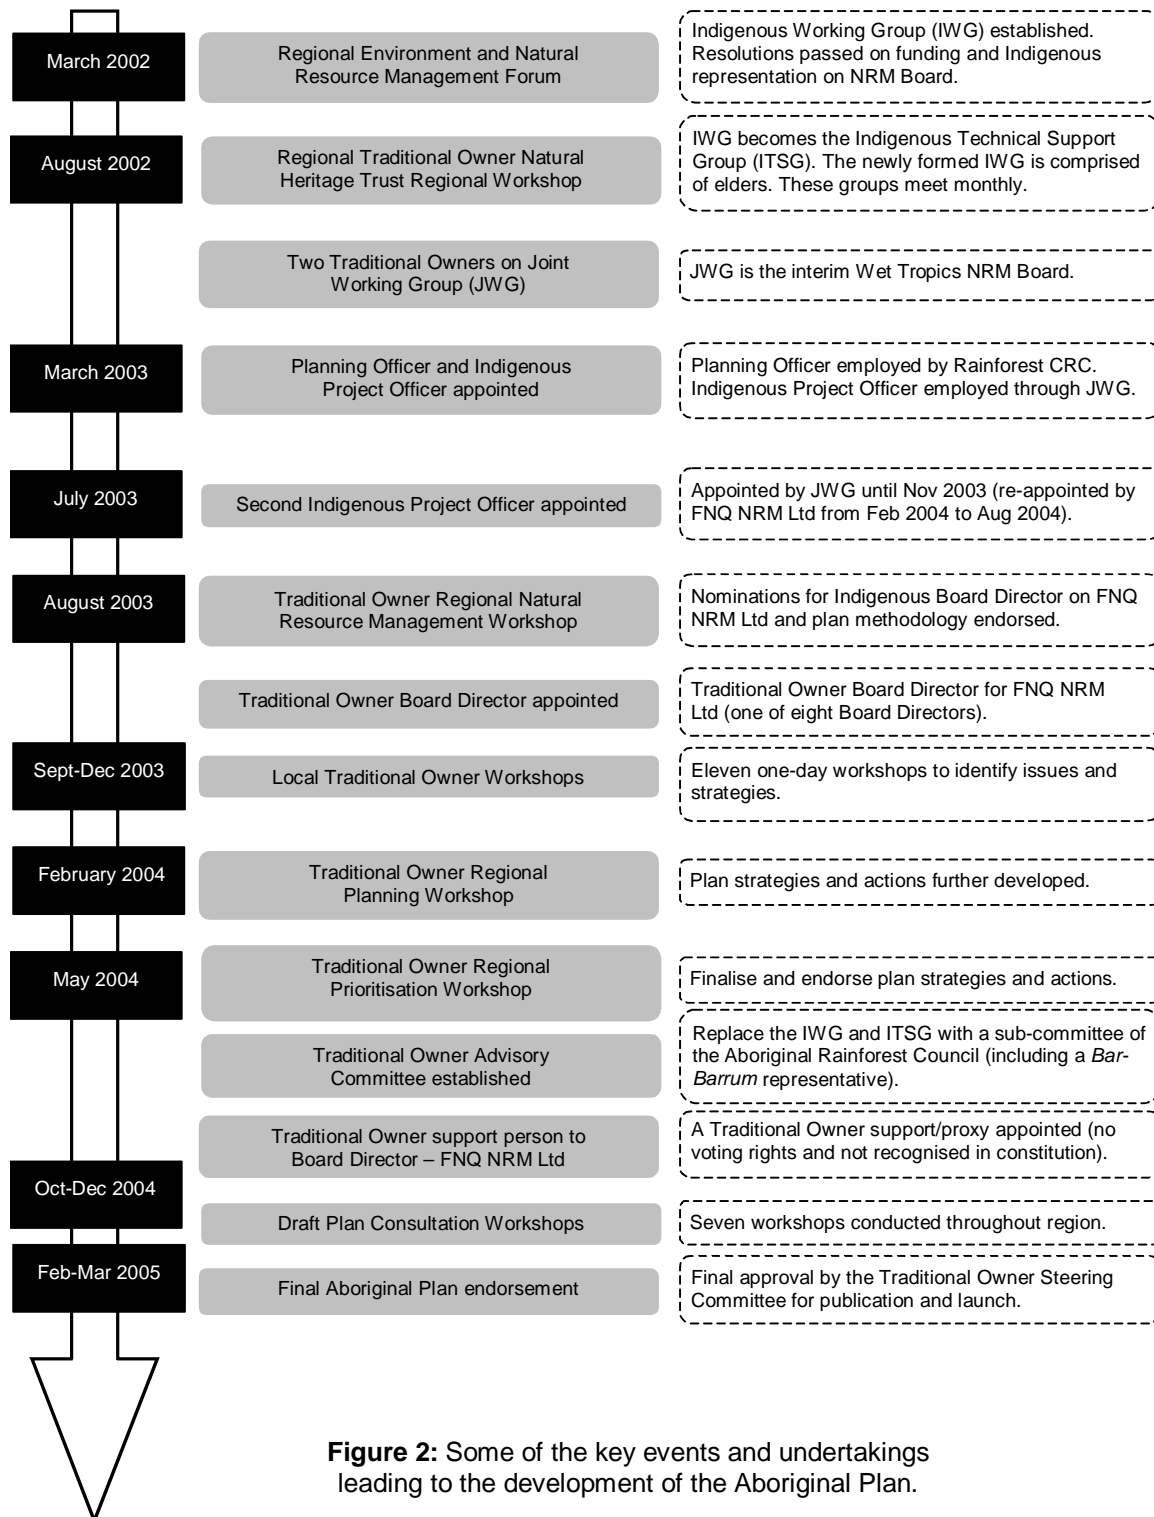 March 2002
Regional Environment and Natural
Resource Management Forum
Indigenous Working Group (IWG) established.
Resolutions passed on funding and Indigenous
representation on NRM Board.
August 2002
Regional Traditional Owner Natural
Heritage Trust Regional Workshop
IWG becomes the Indigenous Technical Support
Group (ITSG). The newly formed IWG is comprised
of elders. These groups meet monthly.
Two Traditional Owners on Joint
Working Group (JWG)
JWG is the interim Wet Tropics NRM Board.
March 2003
Planning Officer and Indigenous
Project Officer appointed
Planning Officer employed by Rainforest CRC.
Indigenous Project Officer employed through JWG.
July 2003
Second Indigenous Project Officer appointed
Appointed by JWG until Nov 2003 (re-appointed by
FNQ NRM Ltd from Feb 2004 to Aug 2004).
August 2003
Traditional Owner Regional Natural
Resource Management Workshop
Nominations for Indigenous Board Director on FNQ
NRM Ltd and plan methodology endorsed.
Traditional Owner Board Director appointed
Traditional Owner Board Director for FNQ NRM
Ltd (one of eight Board Directors).
Sept-Dec 2003
Local Traditional Owner Workshops
Eleven one-day workshops to identify issues and
strategies.
February 2004
Traditional Owner Regional
Planning Workshop
Plan strategies and actions further developed.
May 2004
Traditional Owner Regional
Prioritisation Workshop
Finalise and endorse plan strategies and actions.
Traditional Owner Advisory
Committee established
Replace the IWG and ITSG with a sub-committee of
the Aboriginal Rainforest Council (including a Bar-
Barrum representative).
Traditional Owner support person to
Board Director – FNQ NRM Ltd
A Traditional Owner support/proxy appointed (no
voting rights and not recognised in constitution).
Oct-Dec 2004
Draft Plan Consultation Workshops
Seven workshops conducted throughout region.
Feb-Mar 2005
Final Aboriginal Plan endorsement
Final approval by the Traditional Owner Steering
Committee for publication and launch.
Figure 2: Some of the key events and undertakings
leading to the development of the Aboriginal Plan.